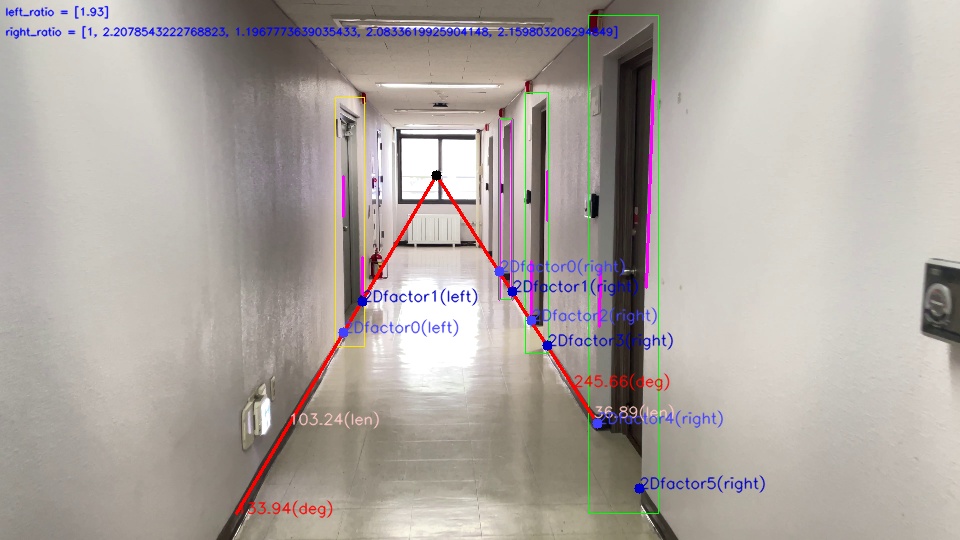 left_ratio = [1.93]
right_ratio = [1, 2.2078543222768823, 1.1967773639035433, 2.0833619925904148, 2.159803206294849]
2Dfactor0(right)
2Dfactor1(right)
2Dfactor1(left)
2Dfactor2(right)
2Dfactor0(left)
2Dfactor3(right)
245.66(deg)
36.89(len)
103.24(len)
2Dfactor4(right)
2Dfactor5(right)
33.94(deg)